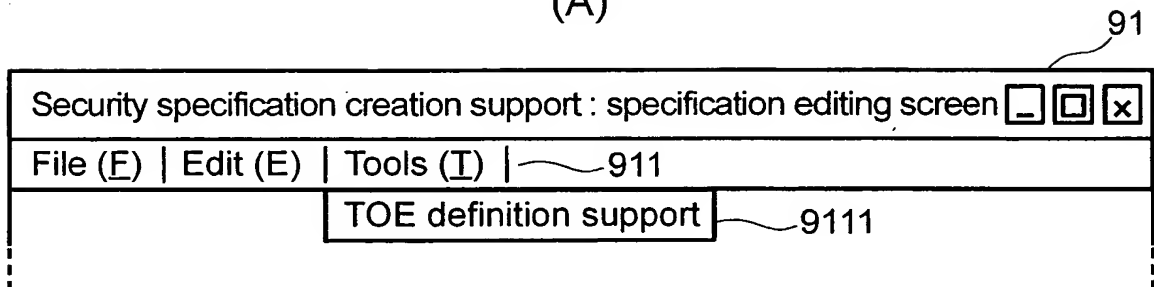 (A)
91
Security specification creation support : specification editing screen
File (F) | Edit (E) | Tools (T) | 911
TOE definition support 9111